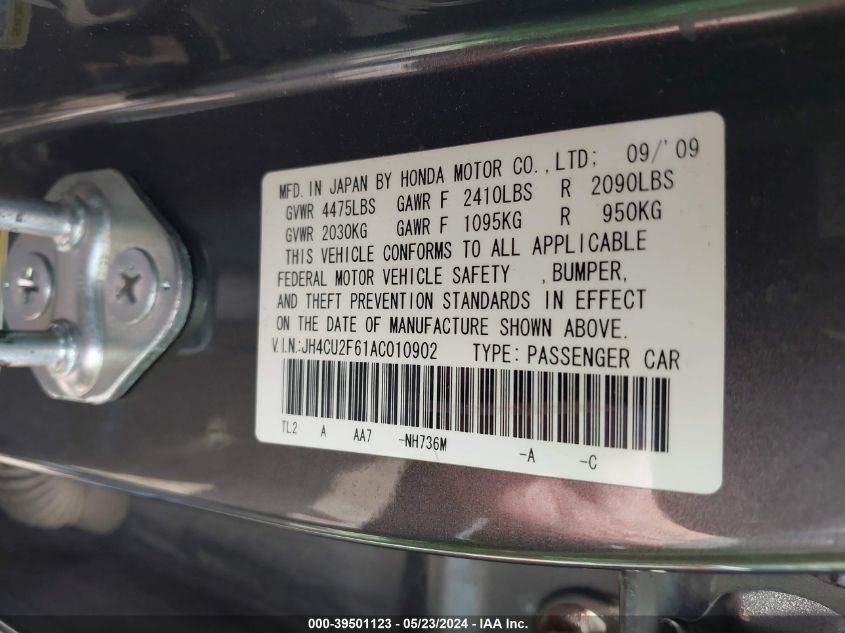 MFD. IN JAPAN BY HONDA MOTOR CO.,LTD; 09/'09
GVWR 4475LBS GAWR F 2410LBS R 2090LBS
GVWR 2030KG GAWR F 1095KG R 950KG
THIS VEHICLE CONFORMS TO ALL APPLICABLE
FEDERAL MOTOR VEHICLE SAFETY ,BUMPER,
AND THEFT PREVENTION STANDARDS IN EFFECT
ON THE DATE OF MANUFACTURE SHOWN ABOVE.
V.I.N:JH4CU2F61AC010902 TYPE: PASSENGER CAR
TL2 A AA7 -NH736M -A -C
000-39501123 - 05/23/2024 - IAA Inc.